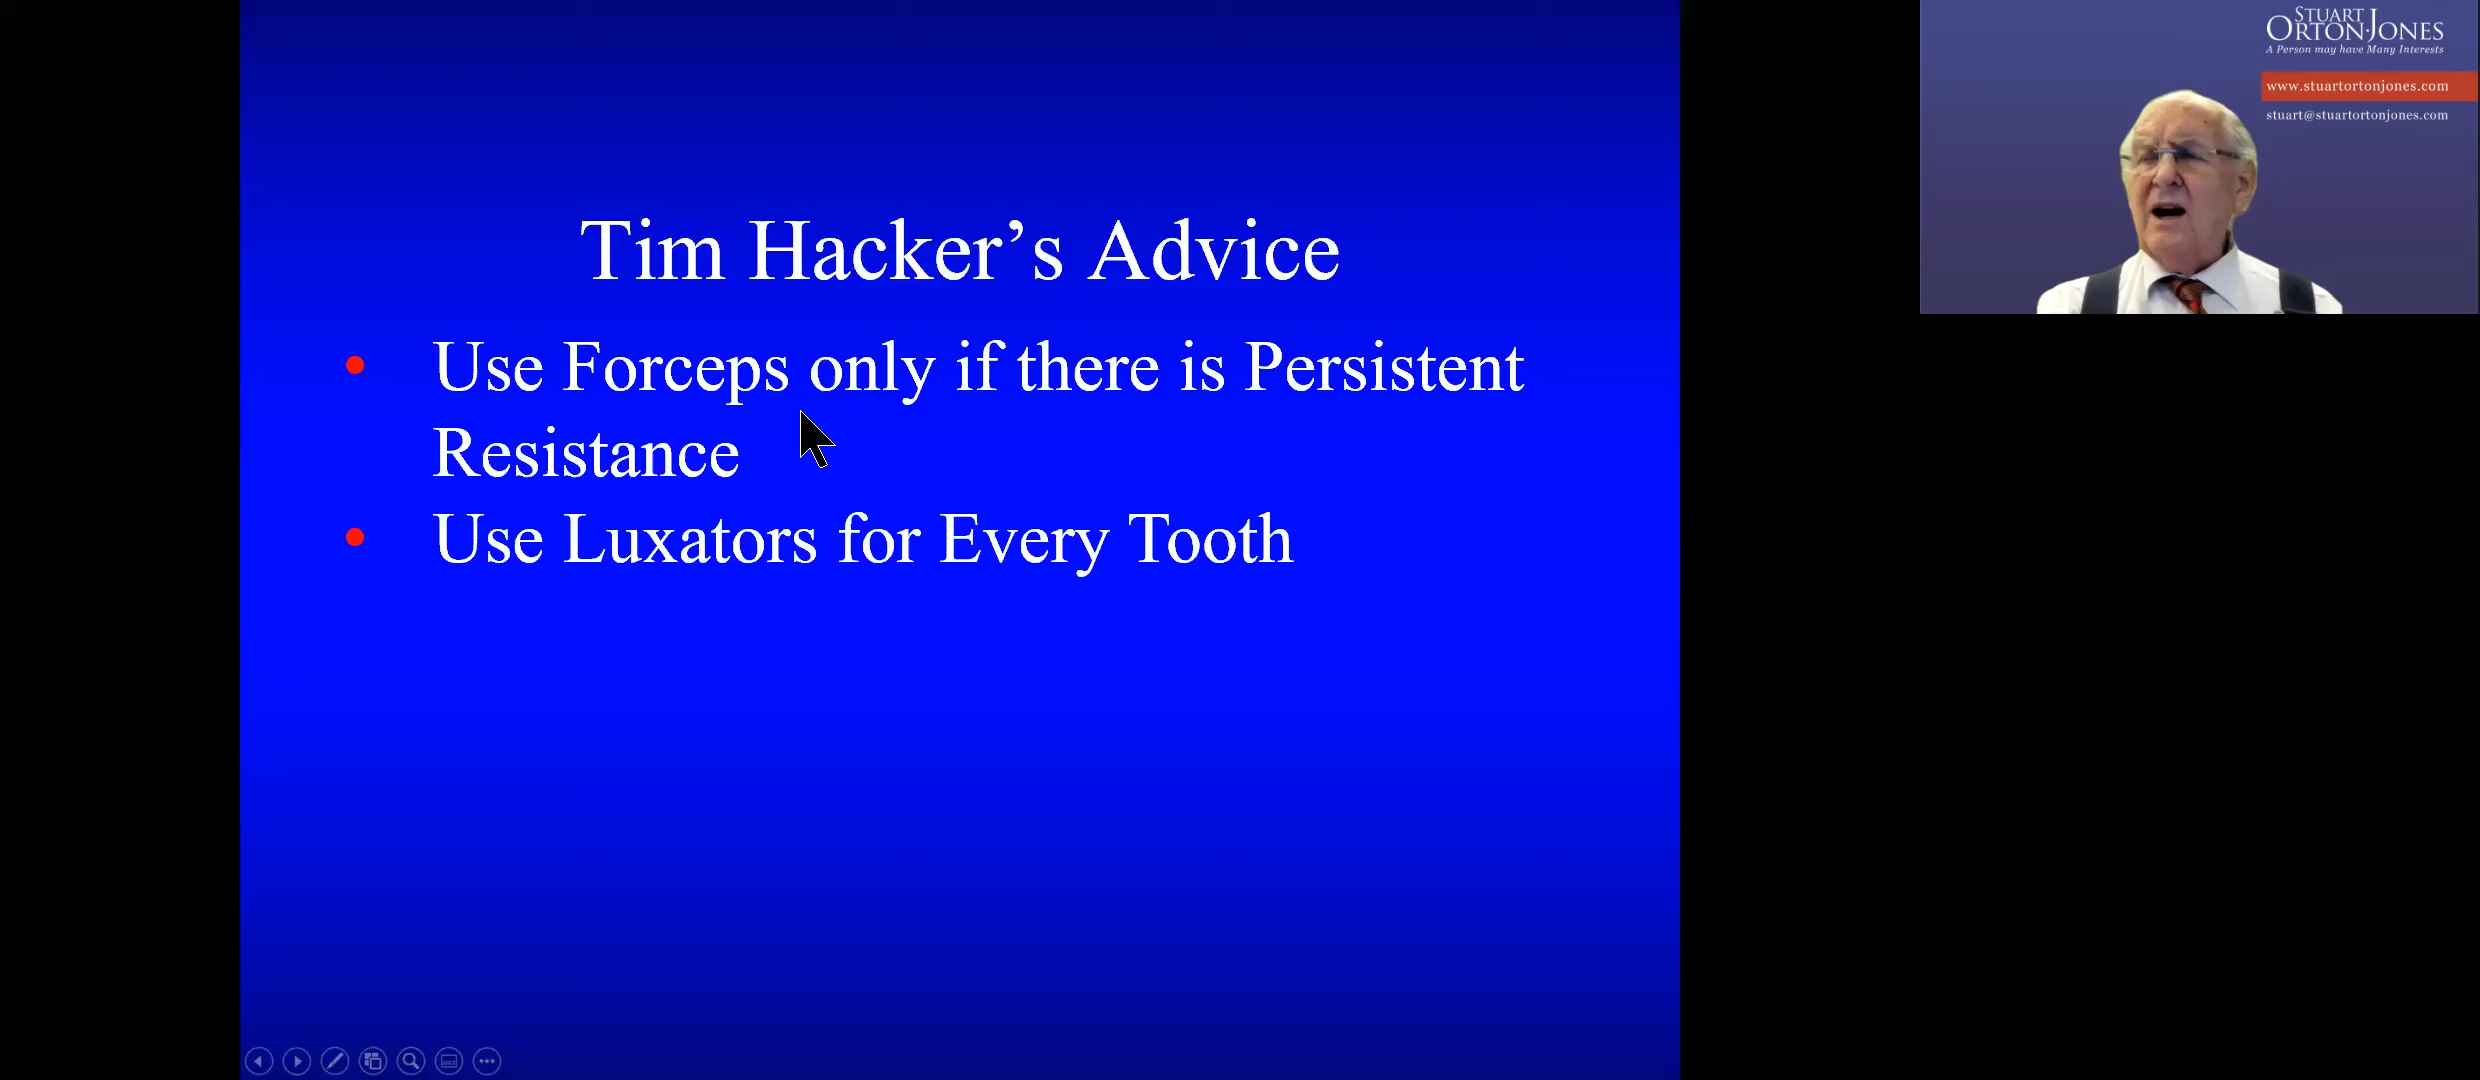 Tim Hacker’s Advice
• Use Forceps only if there is Persistent
Resistance
• Use Luxators for Every Tooth
STUART
ORTON·JONES
A Person may have Many Interests
www.stuartortonjones.com
stuart@stuartortonjones.com